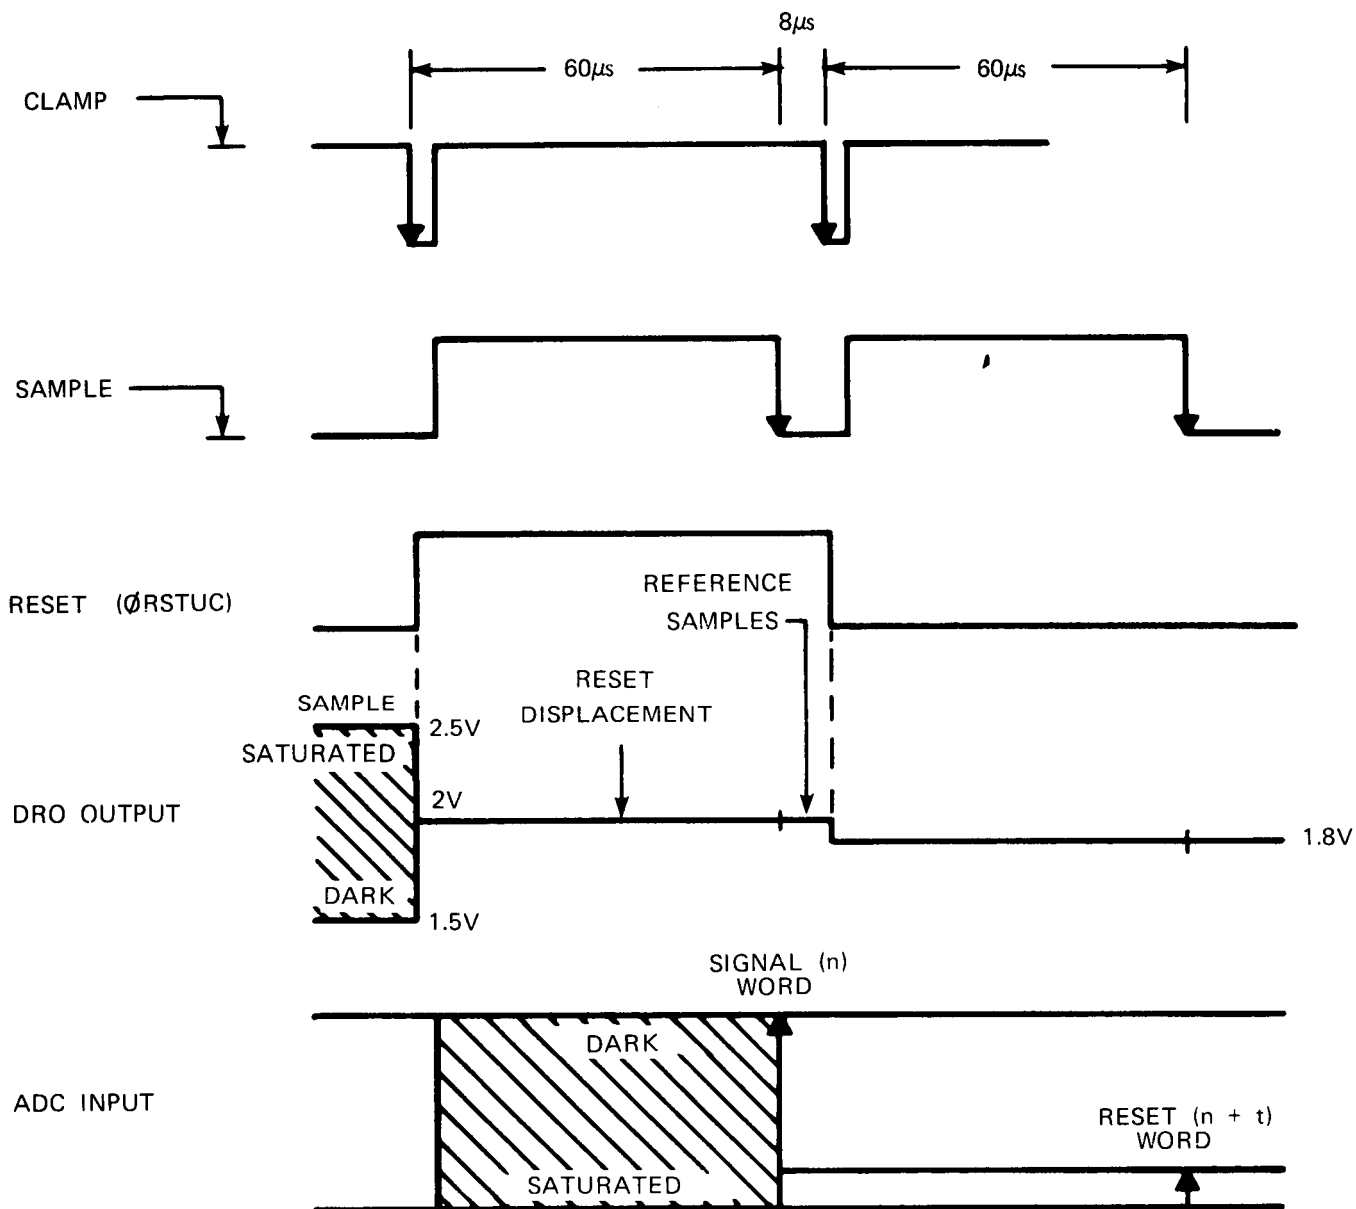 8µs
60µs
60µs
CLAMP
SAMPLE
RESET (ØRSTUC)
REFERENCE
SAMPLES
RESET
DISPLACEMENT
SAMPLE
2.5V
SATURATED
2V
DRO OUTPUT
1.8V
DARK
1.5V
SIGNAL (n)
WORD
DARK
ADC INPUT
RESET (n + t)
WORD
SATURATED